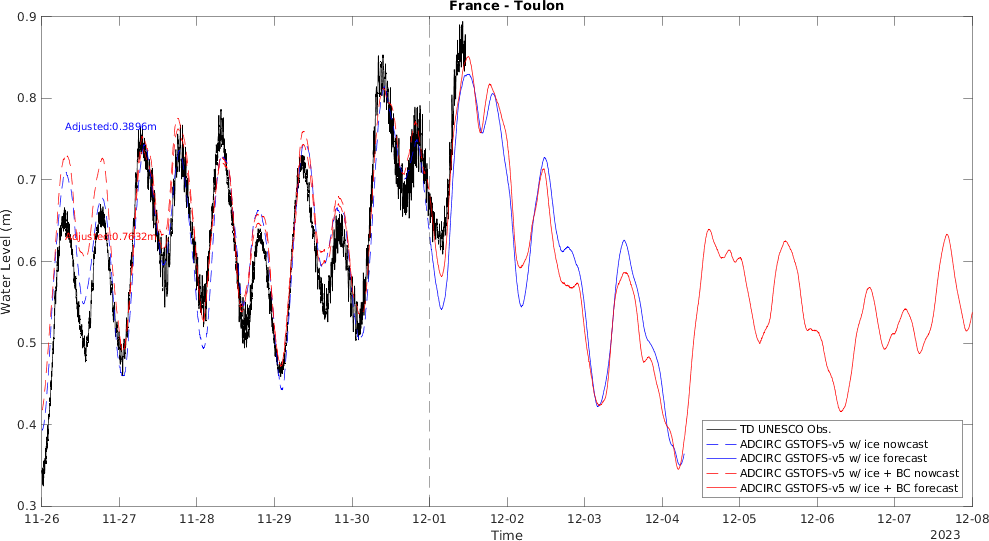 France - Toulon
Water Level (m)
0.9
0.8
0.7
0.6
0.5
0.4
0.3
Adjusted:0.3896m
Adjusted:0.7632m
TD UNESCO Obs.
ADCIRC GSTOFS-v5 w/ ice nowcast
ADCIRC GSTOFS-v5 w/ ice forecast
ADCIRC GSTOFS-v5 w/ ice + BC nowcast
ADCIRC GSTOFS-v5 w/ ice + BC forecast
11-26 11-27 11-28 11-29 11-30 12-01 12-02 12-03 12-04 12-05 12-06 12-07 12-08
Time
2023